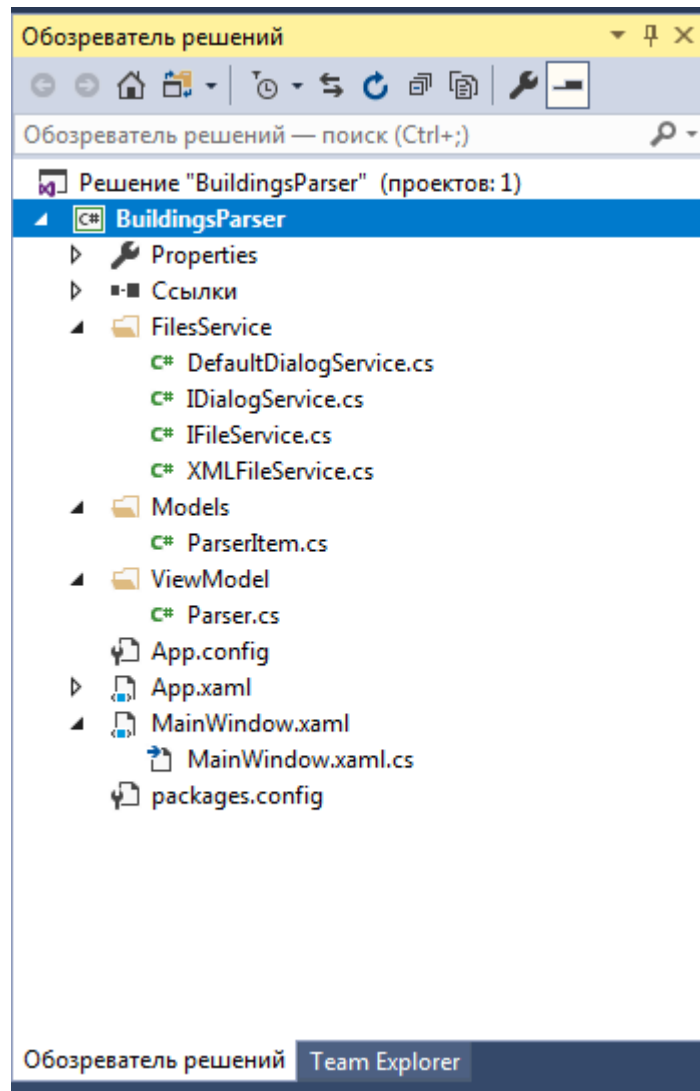 Обозреватель решений
Обозреватель решений — поиск (Ctrl+;)
Решение "BuildingsParser" (проектов: 1)
C# BuildingsParser
Properties
Ссылки
FilesService
C# DefaultDialogService.cs
C# IDialogService.cs
C# IFileService.cs
C# XMLFileService.cs
Models
C# ParserItem.cs
ViewModel
C# Parser.cs
App.config
App.xaml
MainWindow.xaml
MainWindow.xaml.cs
packages.config
Обозреватель решений Team Explorer